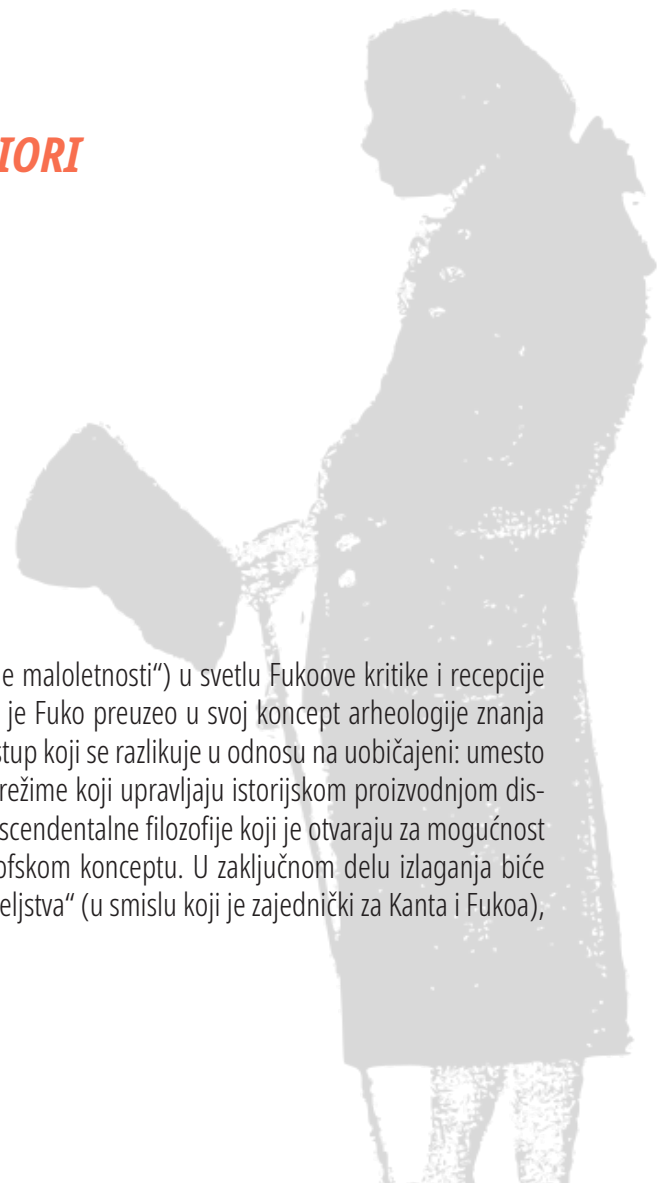 IORI
e maloletnosti“) u svetlu Fukoove kritike i recepcije
je Fuko preuzeo u svoj koncept arheologije znanja
stup koji se razlikuje u odnosu na uobičajeni: umesto
režime koji upravljaju istorijskom proizvodnjom dis-
scendentalne filozofije koji je otvaraju za mogućnost
ofskom konceptu. U zaključnom delu izlaganja biće
eljstva“ (u smislu koji je zajednički za Kanta i Fukoa),